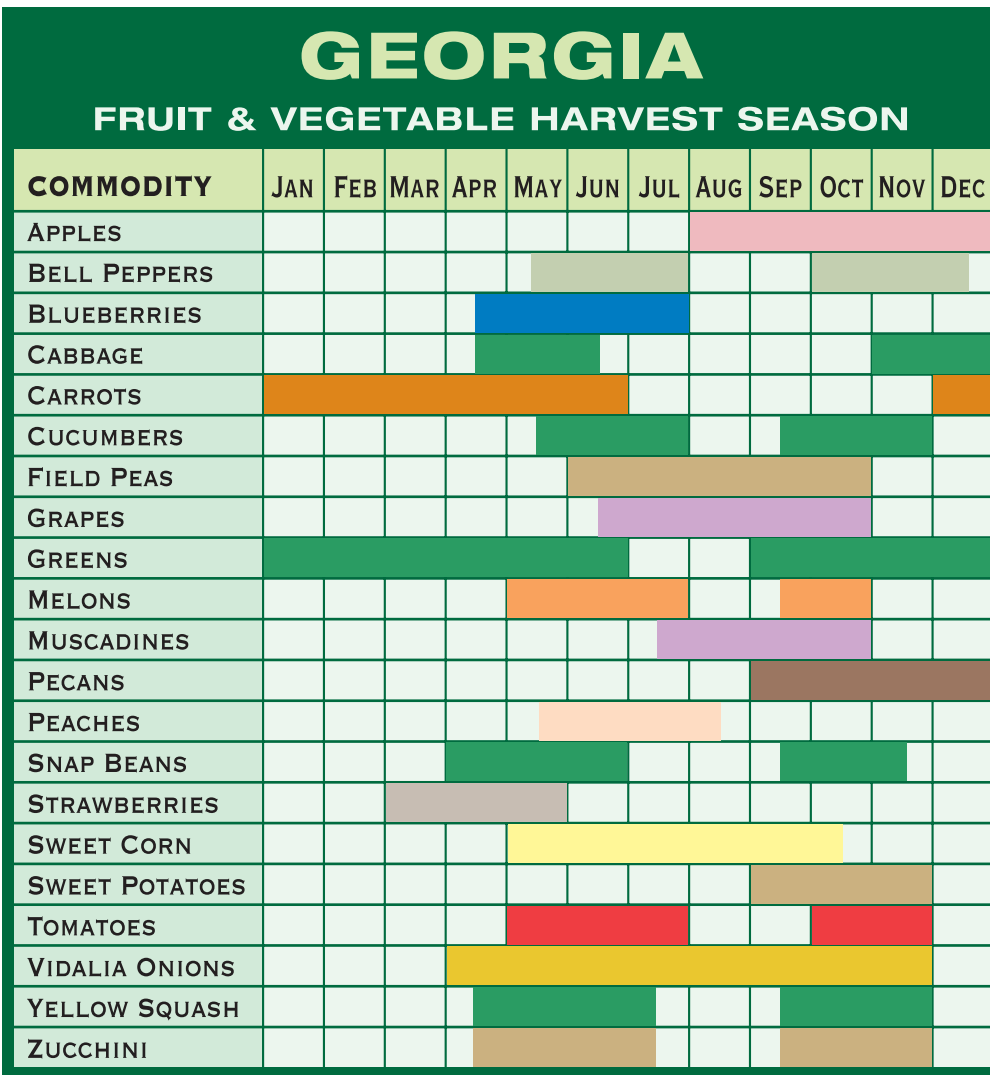 GEORGIA
FRUIT & VEGETABLE HARVEST SEASON
COMMODITY JAN FEB MAR APR MAY JUN JUL AUG SEP OCT NOV DEC
APPLES
BELL PEPPERS
BLUEBERRIES
CABBAGE
CARROTS
CUCUMBERS
FIELD PEAS
GRAPES
GREENS
MELONS
MUSCADINES
PECANS
PEACHES
SNAP BEANS
STRAWBERRIES
SWEET CORN
SWEET POTATOES
TOMATOES
VIDALIA ONIONS
YELLOW SQUASH
ZUCCHINI